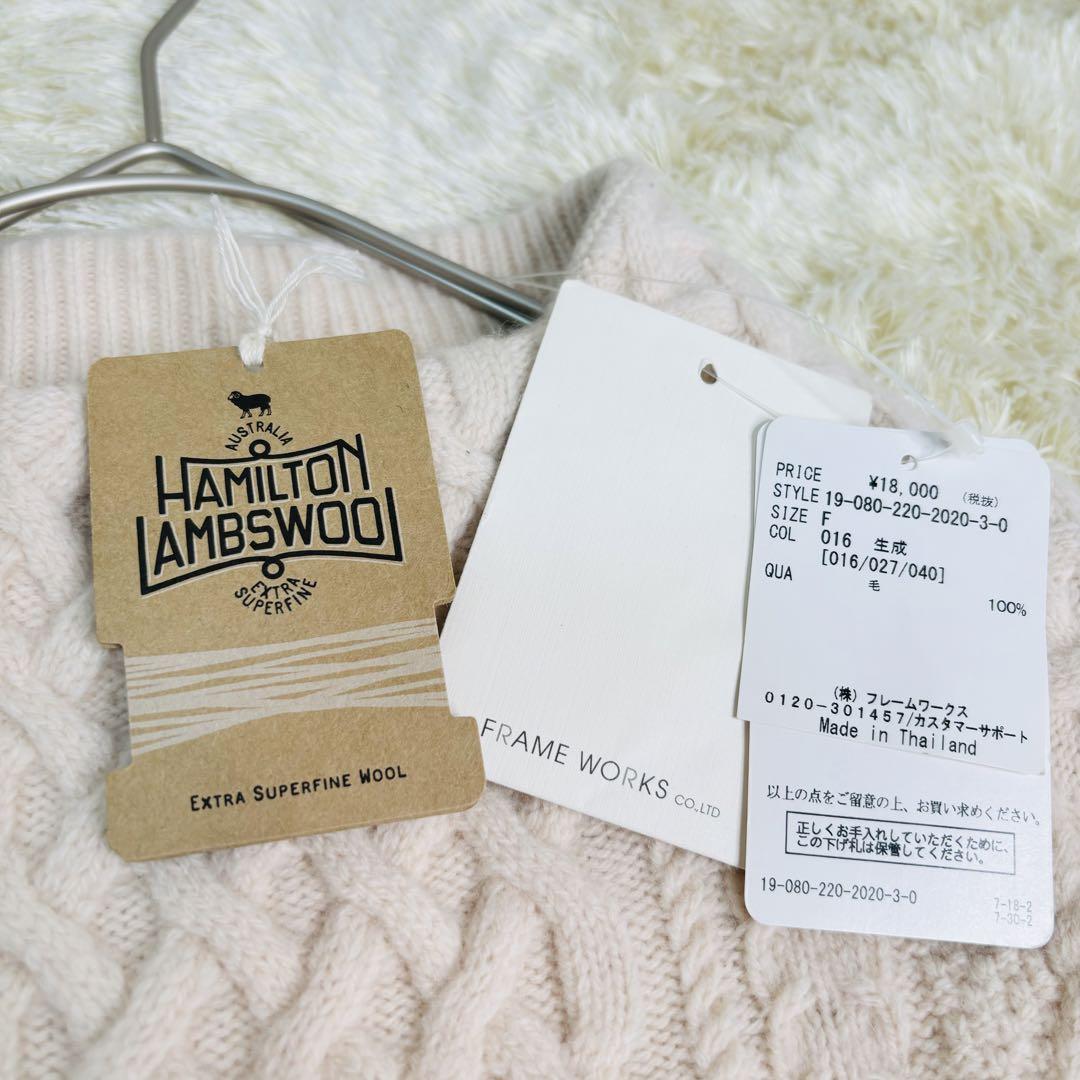 AUSTRALIA
HAMILTON
LAMBSWOOL
EXTRA
SUPERFINE
EXTRA SUPERFINE WOOL
FRAME WORKS CO.,LTD
PRICE ¥18,000 (税抜)
STYLE 19-080-220-2020-3-0
SIZE F
COL 016 生成
[016/027/040]
QUA 毛
100%
(株) フレームワークス
0120-301457/カスタマーサポート
Made in Thailand
以上の点をご留意の上、お買い求めください。
正しくお手入れしていただくために、
この下げ札は保管してください。
19-080-220-2020-3-0
7-18-2
7-30-2